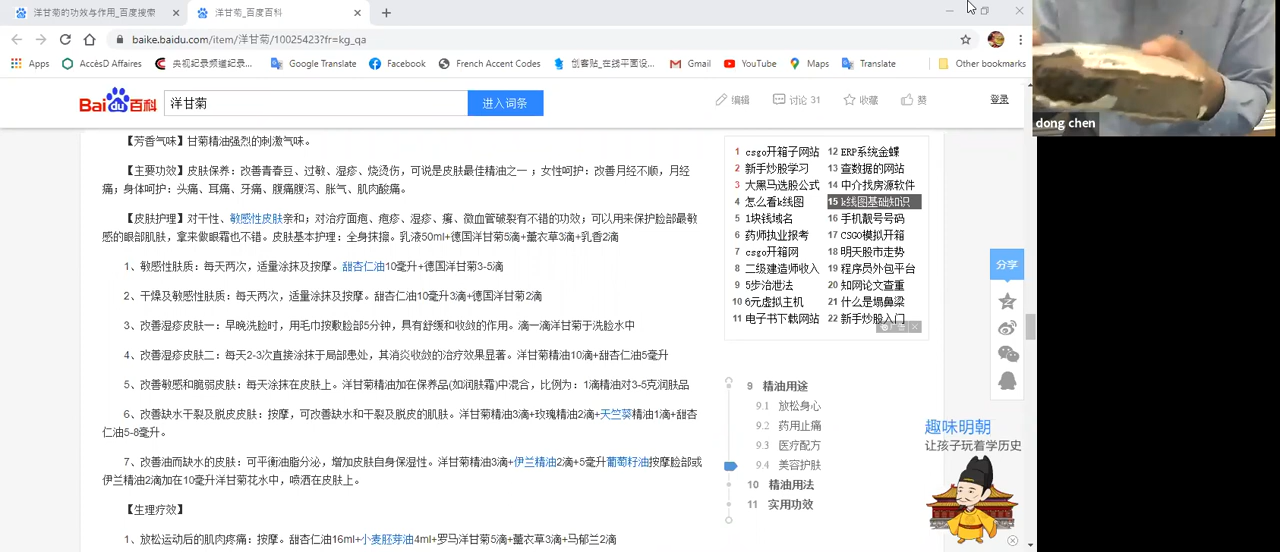 洋甘菊的功效与作用_百度搜索
洋甘菊_百度百科
baike.baidu.com/item/洋甘菊/10025423?fr=kg_qa
Apps
AccèsD Affaires
央视纪录频道纪录...
Google Translate
Facebook
French Accent Codes
创客贴_在线平面设...
Gmail
YouTube
Maps
Translate
Other bookmarks
Bai du 百科
洋甘菊
进入词条
编辑
讨论 31
收藏
赞
登录
【芳香气味】甘菊精油强烈的刺激气味。
【主要功效】皮肤保养：改善青春豆、过敏、湿疹、烧烫伤，可说是皮肤最佳精油之一；女性呵护：改善月经不顺，月经
痛；身体呵护：头痛、耳痛、牙痛、腹痛腹泻、胀气、肌肉酸痛。
【皮肤护理】对干性、敏感性皮肤亲和；对治疗面疱、疱疹、湿疹、癣、微血管破裂有不错的功效；可以用来保护脸部最敏
感的眼部肌肤，拿来做眼霜也不错。皮肤基本护理：全身抹擦。乳液50ml+德国洋甘菊5滴+薰衣草3滴+乳香2滴
1、敏感性肤质：每天两次，适量涂抹及按摩。甜杏仁油10毫升+德国洋甘菊3-5滴
2、干燥及敏感性肤质：每天两次，适量涂抹及按摩。甜杏仁油10毫升3滴+德国洋甘菊2滴
3、改善湿疹皮肤一：早晚洗脸时，用毛巾按敷脸部5分钟，具有舒缓和收敛的作用。滴一滴洋甘菊于洗脸水中
4、改善湿疹皮肤二：每天2-3次直接涂抹于局部患处，其消炎收敛的治疗效果显著。洋甘菊精油10滴+甜杏仁油5毫升
5、改善敏感和脆弱皮肤：每天涂抹在皮肤上。洋甘菊精油加在保养品(如润肤霜)中混合，比例为：1滴精油对3-5克润肤品
6、改善缺水干裂及脱皮皮肤：按摩，可改善缺水和干裂及脱皮的肌肤。洋甘菊精油3滴+玫瑰精油2滴+天竺葵精油1滴+甜杏
仁油5-8毫升。
7、改善油而缺水的皮肤：可平衡油脂分泌，增加皮肤自身保湿性。洋甘菊精油3滴+伊兰精油2滴+5毫升葡萄籽油按摩脸部或
伊兰精油2滴加在10毫升洋甘菊花水中，喷洒在皮肤上。
【生理疗效】
1、放松运动后的肌肉疼痛：按摩。甜杏仁油16ml+小麦胚芽油4ml+罗马洋甘菊5滴+薰衣草3滴+马郁兰2滴
1 csgo开箱子网站
2 新手炒股学习
3 大黑马选股公式
4 怎么看k线图
5 1块钱域名
6 药师执业报考
7 csgo开箱网
8 二级建造师收入
9 5步治泄法
10 6元虚拟主机
11 电子书下载网站
12 ERP系统金蝶
13 查数据的网站
14 中介找房源软件
15 k线图基础知识
16 手机靓号号码
17 CSGO模拟开箱
18 明天股市走势
19 程序员外包平台
20 知网论文查重
21 什么是塌鼻梁
22 新手炒股入门
广告
9 精油用途
9.1 放松身心
9.2 药用止痛
9.3 医疗配方
9.4 美容护肤
10 精油用法
11 实用功效
分享
趣味明朝
让孩子玩着学历史
dong chen